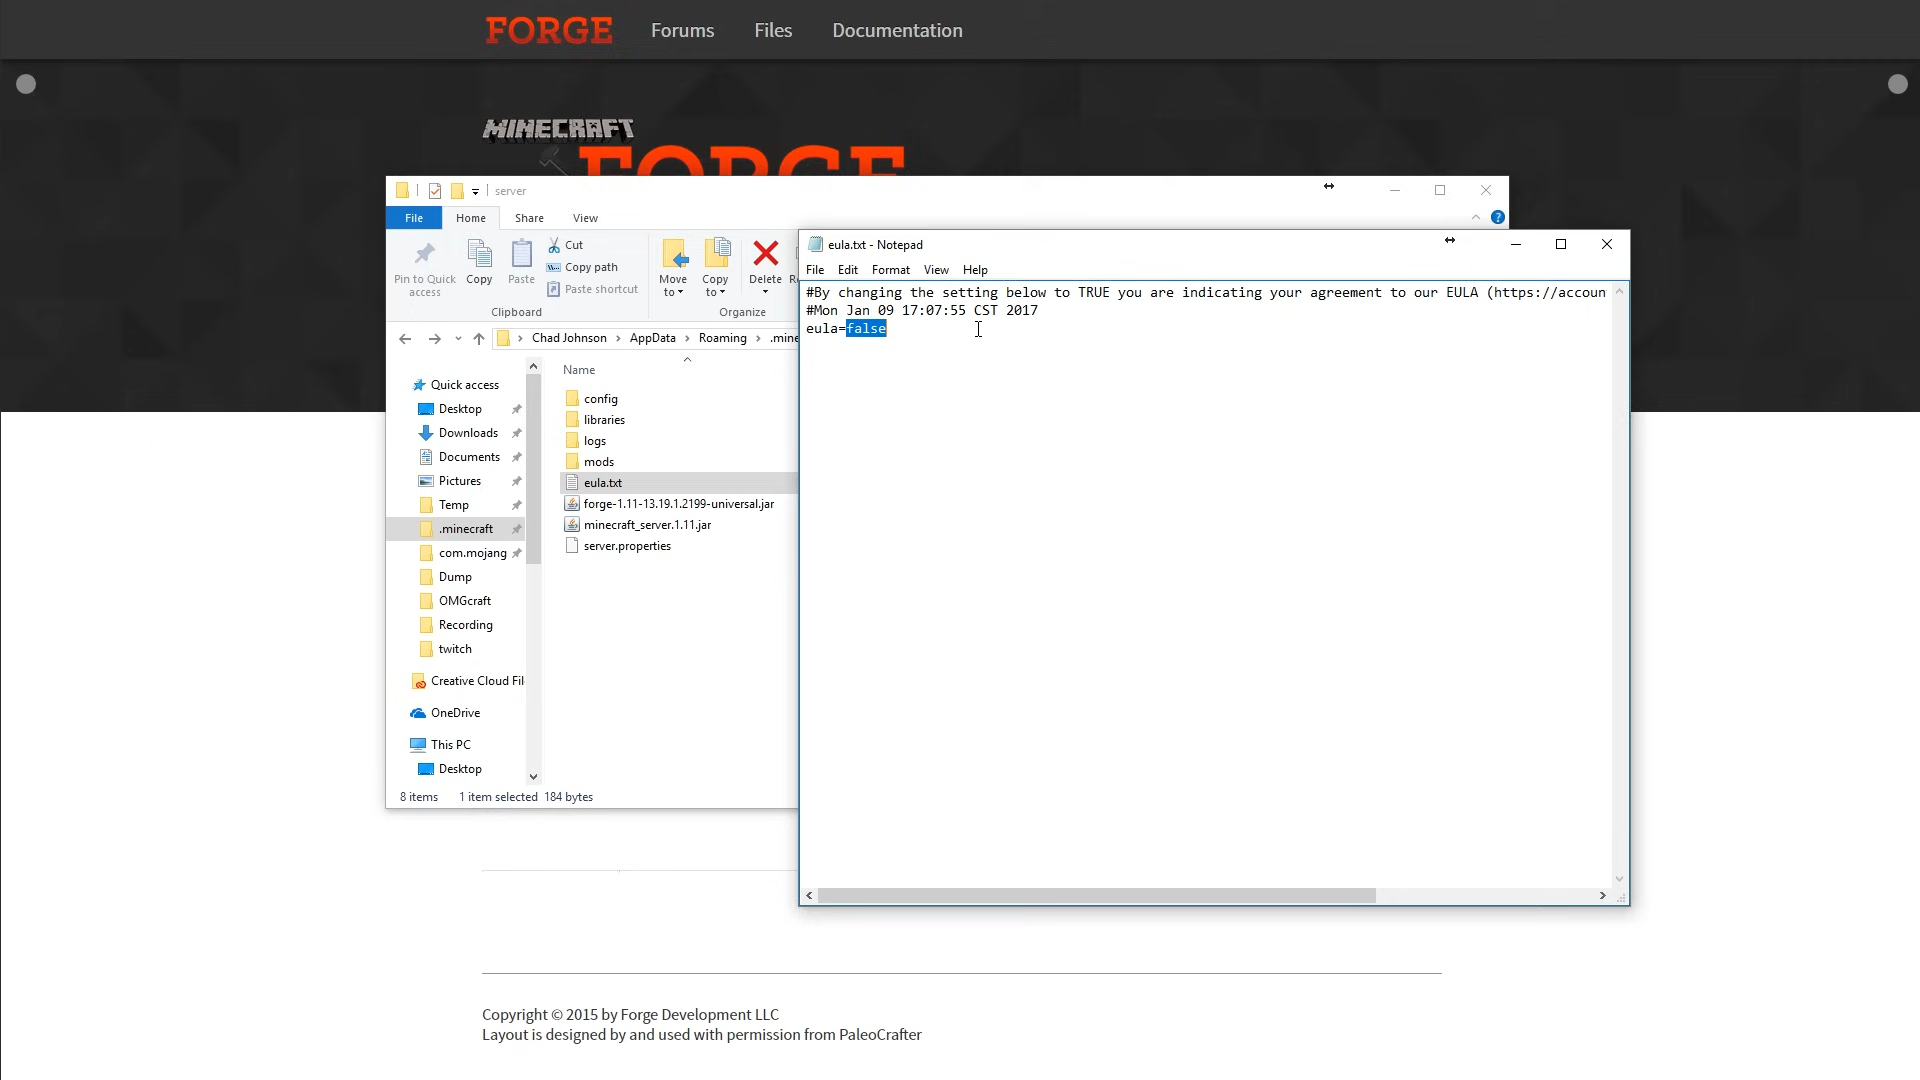 FORGE Forums Files Documentation
MINECRAFT
FORGE
server
File Home Share View
Pin to Quick access
Copy
Paste
Cut
Copy path
Paste shortcut
Clipboard
Move to
Copy to
Delete
Organize
Chad Johnson > AppData > Roaming > .mine
Quick access
Desktop
Downloads
Documents
Pictures
Temp
.minecraft
com.mojang
Dump
OMGcraft
Recording
twitch
Creative Cloud Fil
OneDrive
This PC
Desktop
Name
config
libraries
logs
mods
eula.txt
forge-1.11-13.19.1.2199-universal.jar
minecraft_server.1.11.jar
server.properties
8 items 1 item selected 184 bytes
eula.txt - Notepad
File Edit Format View Help
#By changing the setting below to TRUE you are indicating your agreement to our EULA (https://accoun
#Mon Jan 09 17:07:55 CST 2017
eula=false
Copyright © 2015 by Forge Development LLC
Layout is designed by and used with permission from PaleoCrafter